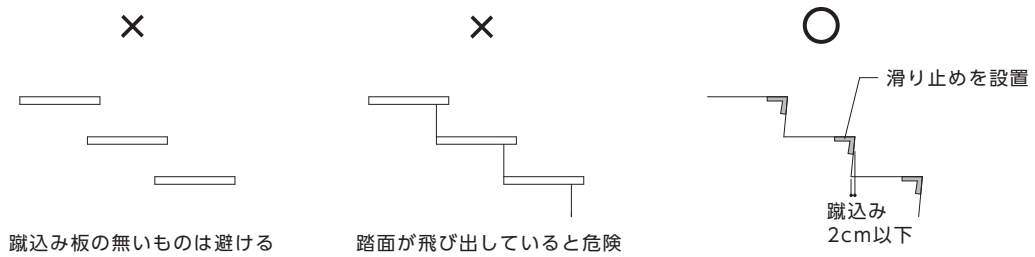 滑り止めを設置
蹴込み
2cm以下
蹴込み板の無いものは避ける
踏面が飛び出していると危険